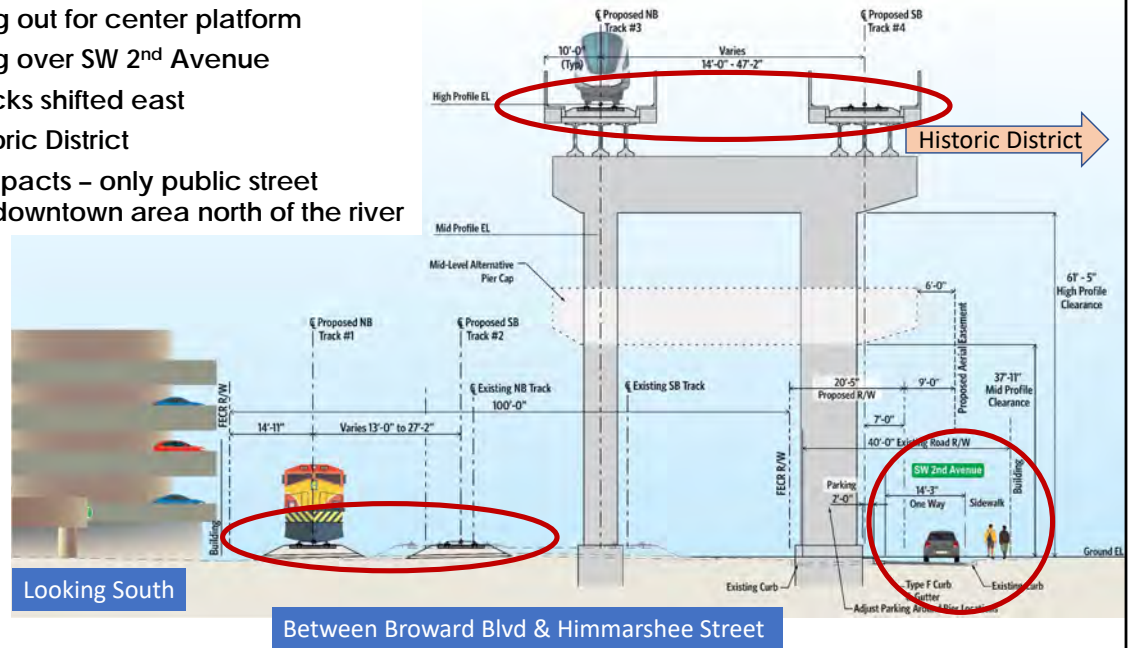 g out for center platform
g over SW 2nd Avenue
cks shifted east
oric District
pacts – only public street
downtown area north of the river
℄ Proposed NB
Track #3
℄ Proposed SB
Track #4
10'-0"
(Typ)
Varies
14'-0" - 47'-2"
High Profile EL
Historic District
Mid Profile EL
Mid-Level Alternative
Pier Cap
61' - 5"
High Profile
Clearance
6'-0"
Proposed Aerial Easement
℄ Proposed NB
Track #1
℄ Proposed SB
Track #2
℄ Existing NB Track
℄ Existing SB Track
FECR R/W
100'-0"
20'-5"
Proposed R/W
9'-0"
37'-11"
Mid Profile
Clearance
14'-11"
Varies 13'-0" to 27'-2"
7'-0"
40'-0" Existing Road R/W
FECR R/W
SW 2nd Avenue
Building
Parking
2'-0"
14'-3"
One Way
Sidewalk
Building
Ground EL
Looking South
Existing Curb
Type F Curb
& Gutter
Existing Curb
Adjust Parking Around Pier Locations
Between Broward Blvd & Himmarshee Street